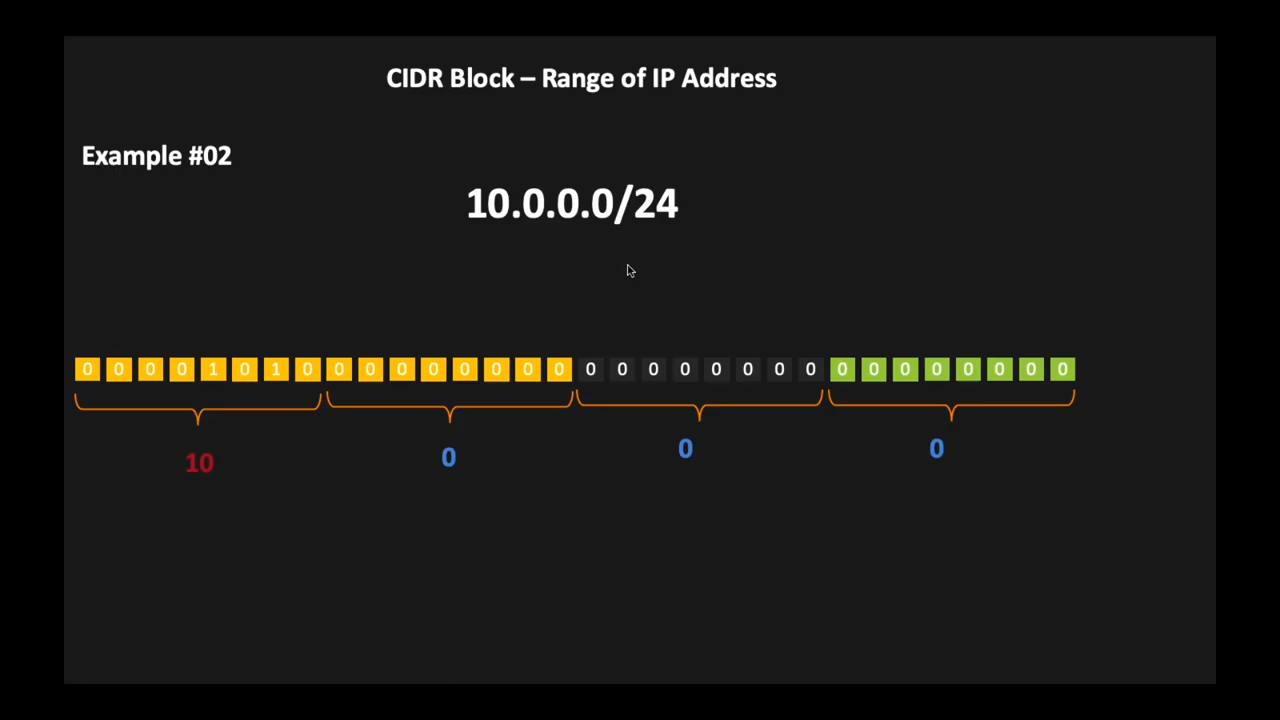 CIDR Block – Range of IP Address
Example #02
10.0.0.0/24
0 0 0 0 1 0 1 0 0 0 0 0 0 0 0 0 0 0 0 0 0 0 0 0 0 0 0 0 0 0 0 0
10 0 0 0